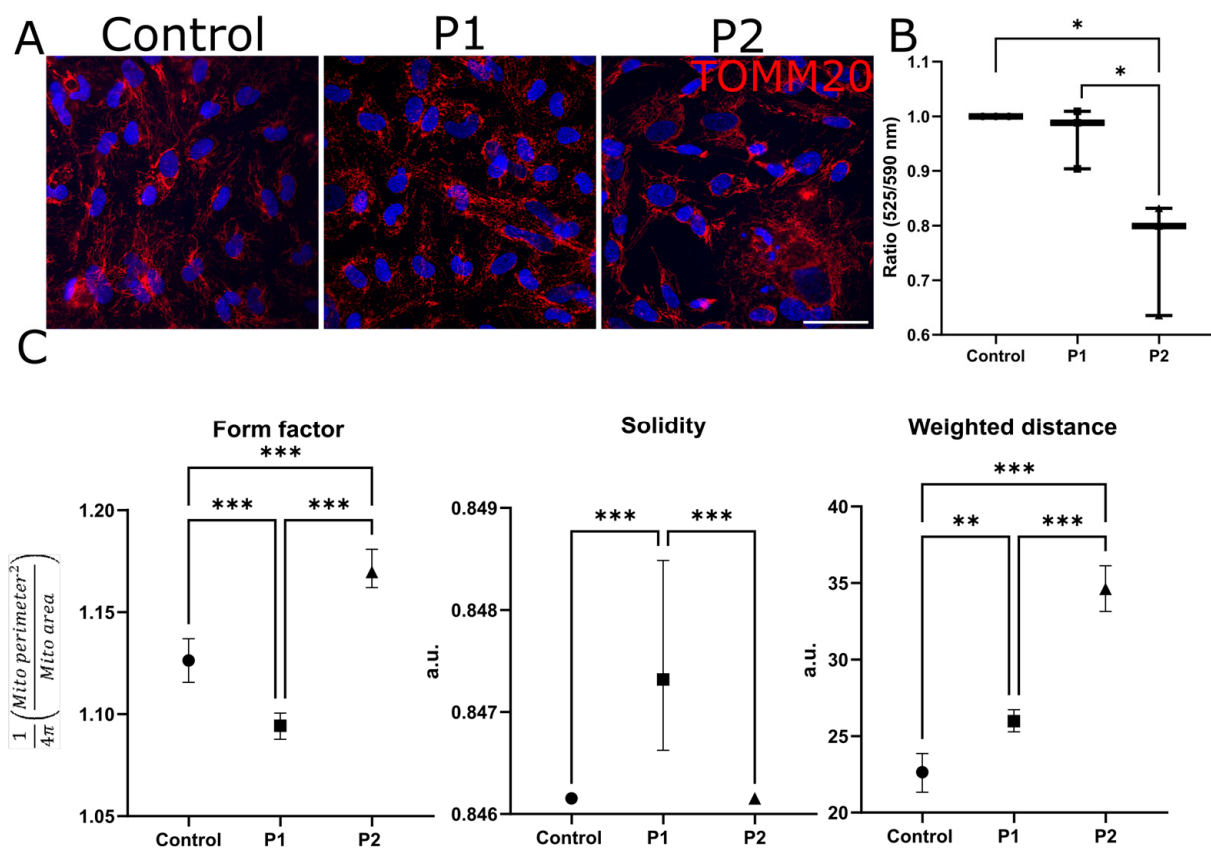 A
Control
P1
P2
TOMM20
B
*
*
Ratio (525/590 nm)
1.1
1.0
0.9
0.8
0.7
0.6
Control P1 P2
C
Form factor
***
*** ***
1/4π (Mito perimeter²/Mito area)
1.20
1.15
1.10
1.05
Control P1 P2
Solidity
*** ***
a.u.
0.849
0.848
0.847
0.846
Control P1 P2
Weighted distance
***
** ***
a.u.
40
35
30
25
20
Control P1 P2